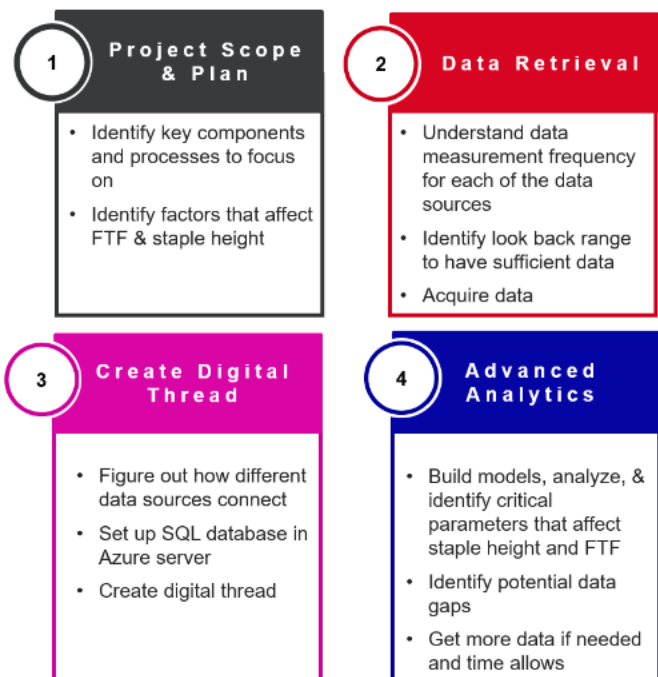 1
Project Scope
& Plan
• Identify key components
and processes to focus
on
• Identify factors that affect
FTF & staple height
2
Data Retrieval
• Understand data
measurement frequency
for each of the data
sources
• Identify look back range
to have sufficient data
• Acquire data
3
Create Digital
Thread
• Figure out how different
data sources connect
• Set up SQL database in
Azure server
• Create digital thread
4
Advanced
Analytics
• Build models, analyze, &
identify critical
parameters that affect
staple height and FTF
• Identify potential data
gaps
• Get more data if needed
and time allows